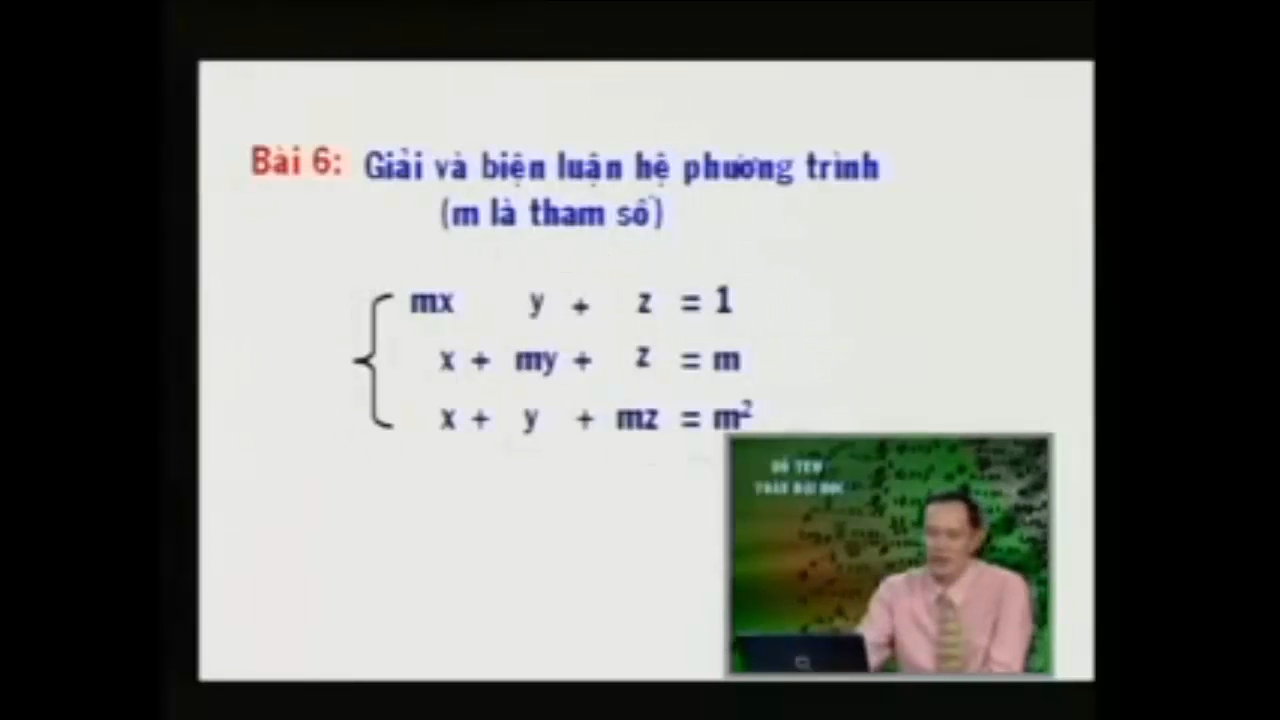 Bài 6: Giải và biện luận hệ phương trình
(m là tham số)
mx y + z = 1
x + my + z = m
x + y + mz = m²